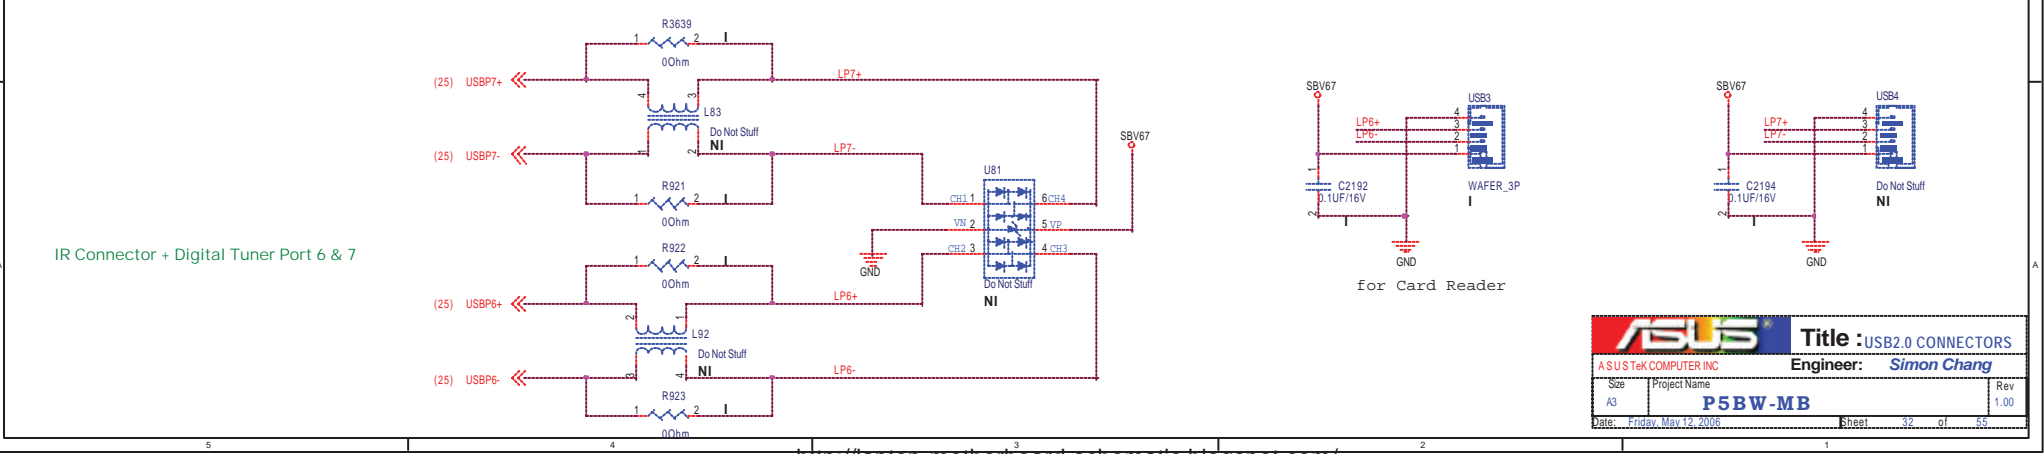 R3639
1 2 I
0Ohm
(25) USBP7+
LP7+
4 3
L83
Do Not Stuff
NI
1 2
(25) USBP7-
LP7-
R921
1 2 I
0Ohm
IR Connector + Digital Tuner Port 6 & 7
R922
1 2 I
0Ohm
(25) USBP6+
LP6+
2 1
L92
Do Not Stuff
NI
3 4
(25) USBP6-
LP6-
R923
1 2 I
0Ohm
SBV67
U81
CH1 1 6 CH4
VN 2 5 VP
CH2 3 4 CH3
Do Not Stuff
NI
GND
SBV67
USB3
LP6+
LP6-
4
3
2
1
1
C2192
0.1UF/16V
2
I
WAFER_3P
I
GND
for Card Reader
SBV67
USB4
LP7+
LP7-
4
3
2
1
1
C2194
0.1UF/16V
2
I
Do Not Stuff
NI
GND
A
ASUS®
Title : USB2.0 CONNECTORS
ASUSTeK COMPUTER INC
Engineer: Simon Chang
Size
A3
Project Name
P5BW-MB
Rev
1.00
Date: Friday, May 12, 2006
Sheet 32 of 55
5 4 3 2 1